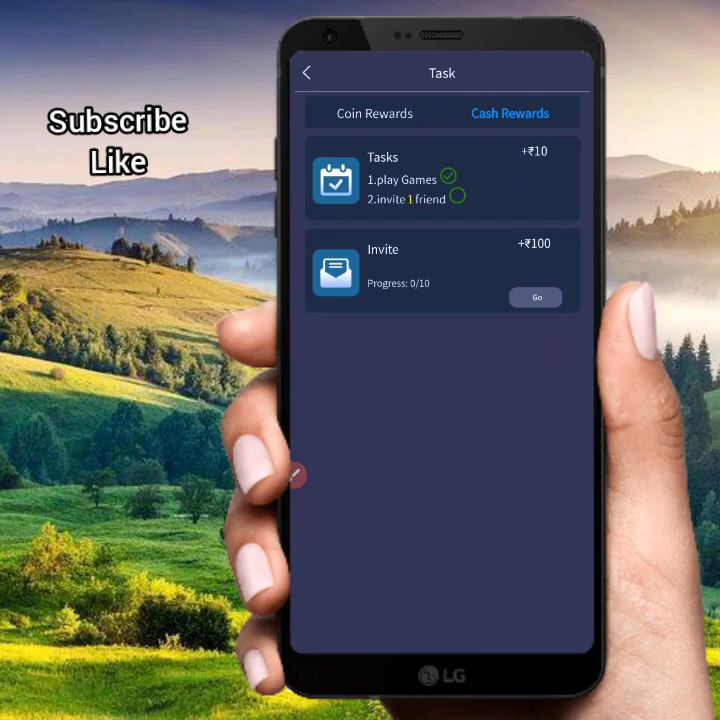 Subscribe
Like
Task
Coin Rewards
Cash Rewards
Tasks
+₹10
1.play Games
2.invite 1 friend
Invite
+₹100
Progress: 0/10
Go
LG